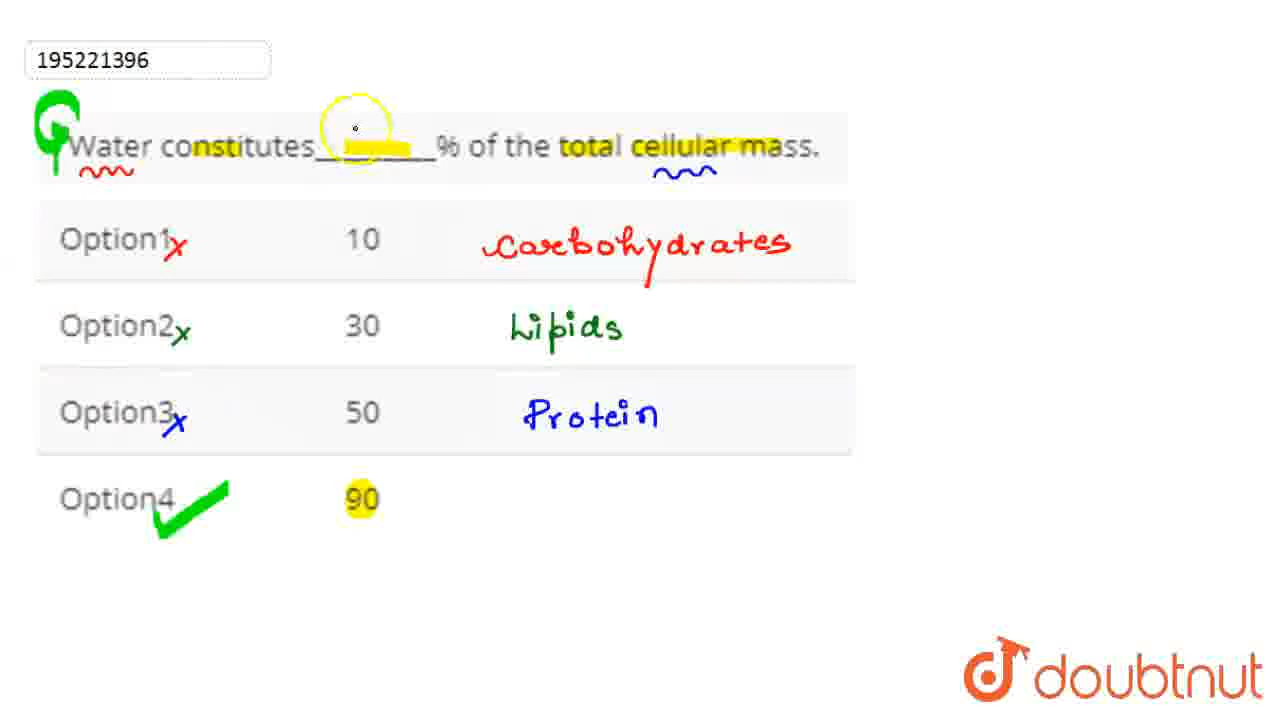 195221396
Water constitutes________% of the total cellular mass.
Option1 x 10 Carbohydrates
Option2 x 30 Lipids
Option3 x 50 Protein
Option4 90
doubtnut